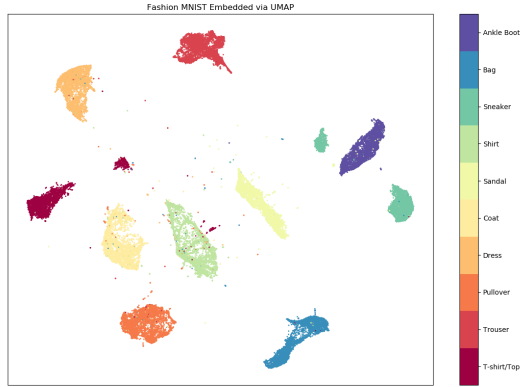 Fashion MNIST Embedded via UMAP
Ankle Boot
Bag
Sneaker
Shirt
Sandal
Coat
Dress
Pullover
Trouser
T-shirt/Top